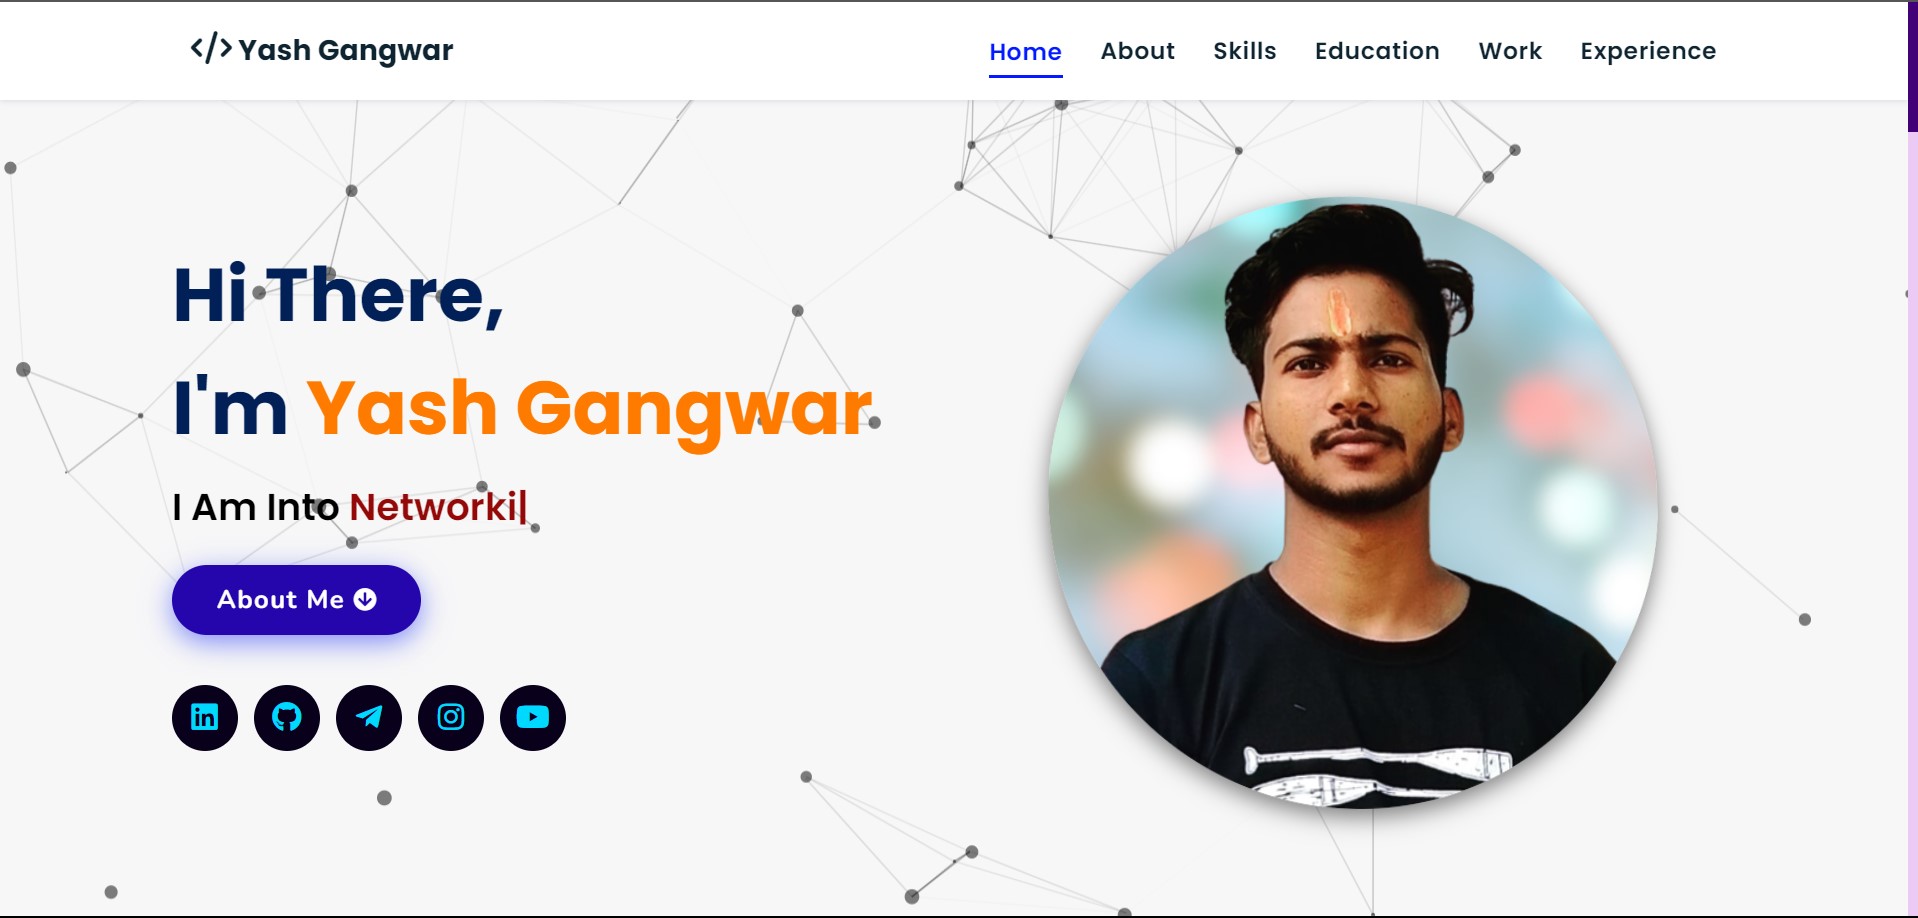 </> Yash Gangwar
Home About Skills Education Work Experience
Hi There,
I'm Yash Gangwar
I Am Into Networki|
About Me